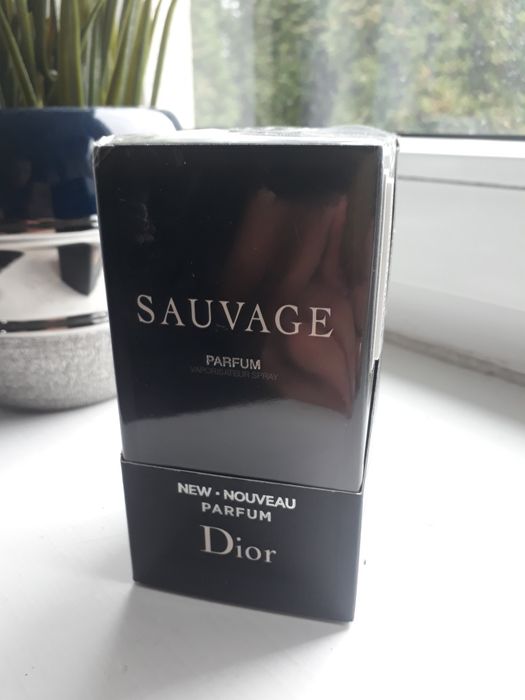 SAUVAGE
PARFUM
VAPORISATEUR SPRAY
NEW • NOUVEAU
PARFUM
Dior